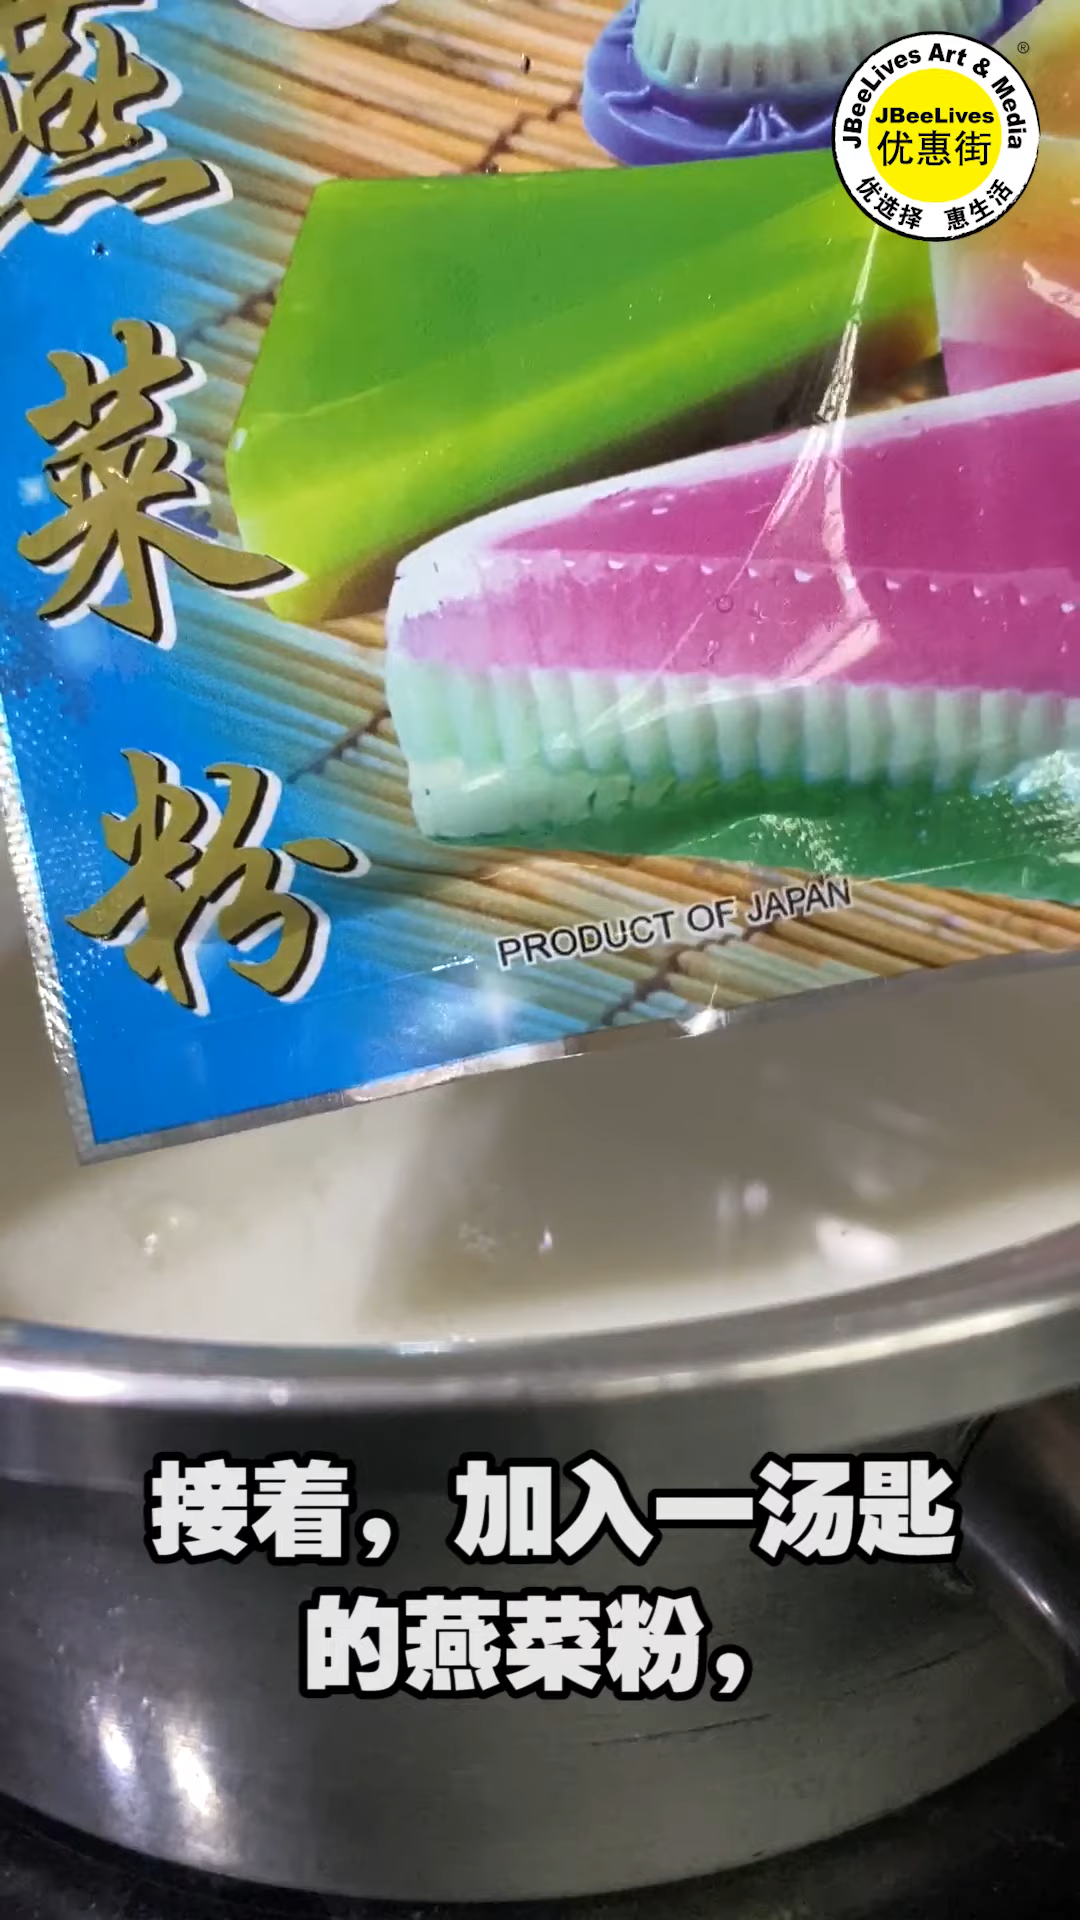 JBeeLives Art & Media
®
JBeeLives
优惠街
优选择 惠生活
燕菜粉
PRODUCT OF JAPAN
接着，加入一汤匙
的燕菜粉，